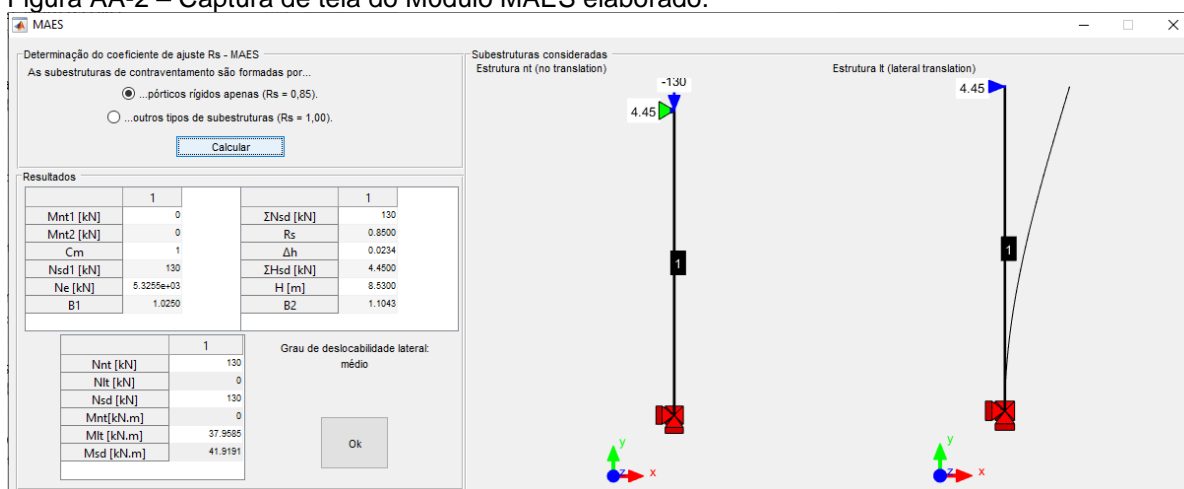 Figura AA-2 – Captura de tela do Módulo MAES elaborado.
MAES
Determinação do coeficiente de ajuste Rs - MAES
As subestruturas de contraventamento são formadas por...
...pórticos rígidos apenas (Rs = 0,85).
...outros tipos de subestruturas (Rs = 1,00).
Calcular
Resultados
1
Mnt1 [kN] 0
Mnt2 [kN] 0
Cm 1
Nsd1 [kN] 130
Ne [kN] 5.3255e+03
B1 1.0250
1
ΣNsd [kN] 130
Rs 0.8500
Δh 0.0234
ΣHsd [kN] 4.4500
H [m] 8.5300
B2 1.1043
1
Nnt [kN] 130
Nlt [kN] 0
Nsd [kN] 130
Mnt[kN.m] 0
Mlt [kN.m] 37.9585
Msd [kN.m] 41.9191
Grau de deslocabilidade lateral:
médio
Ok
Subestruturas consideradas
Estrutura nt (no translation)
-130
4.45
1
y
z
x
Estrutura lt (lateral translation)
4.45
1
y
z
x